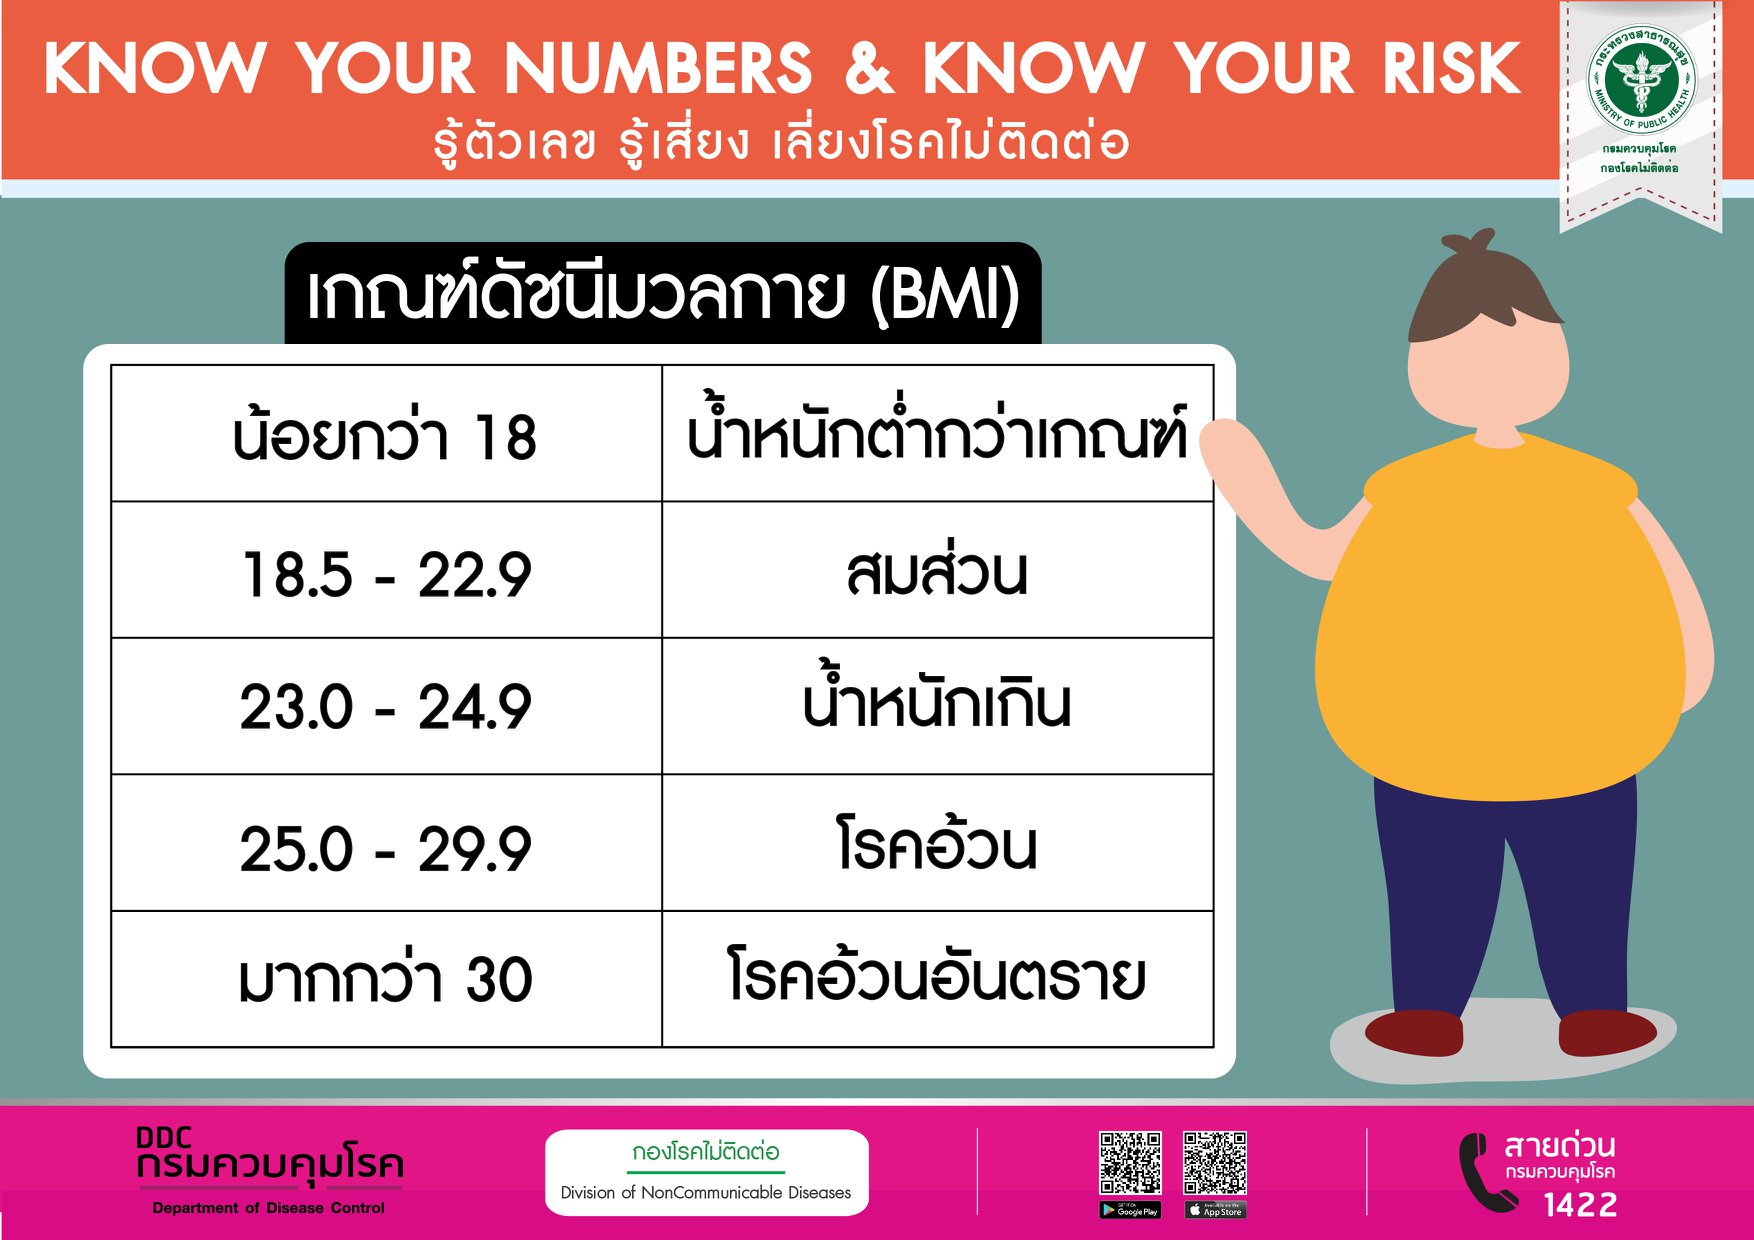 KNOW YOUR NUMBERS & KNOW YOUR RISK
รู้ตัวเลข รู้เสี่ยง เลี่ยงโรคไม่ติดต่อ
กระทรวงสาธารณสุข
MINISTRY OF PUBLIC HEALTH
กรมควบคุมโรค
กองโรคไม่ติดต่อ
เกณฑ์ดัชนีมวลกาย (BMI)
น้อยกว่า 18 น้ำหนักต่ำกว่าเกณฑ์
18.5 - 22.9 สมส่วน
23.0 - 24.9 น้ำหนักเกิน
25.0 - 29.9 โรคอ้วน
มากกว่า 30 โรคอ้วนอันตราย
DDC
กรมควบคุมโรค
Department of Disease Control
กองโรคไม่ติดต่อ
Division of NonCommunicable Diseases
GET IT ON
Google Play
Available on the
App Store
สายด่วน
กรมควบคุมโรค
1422